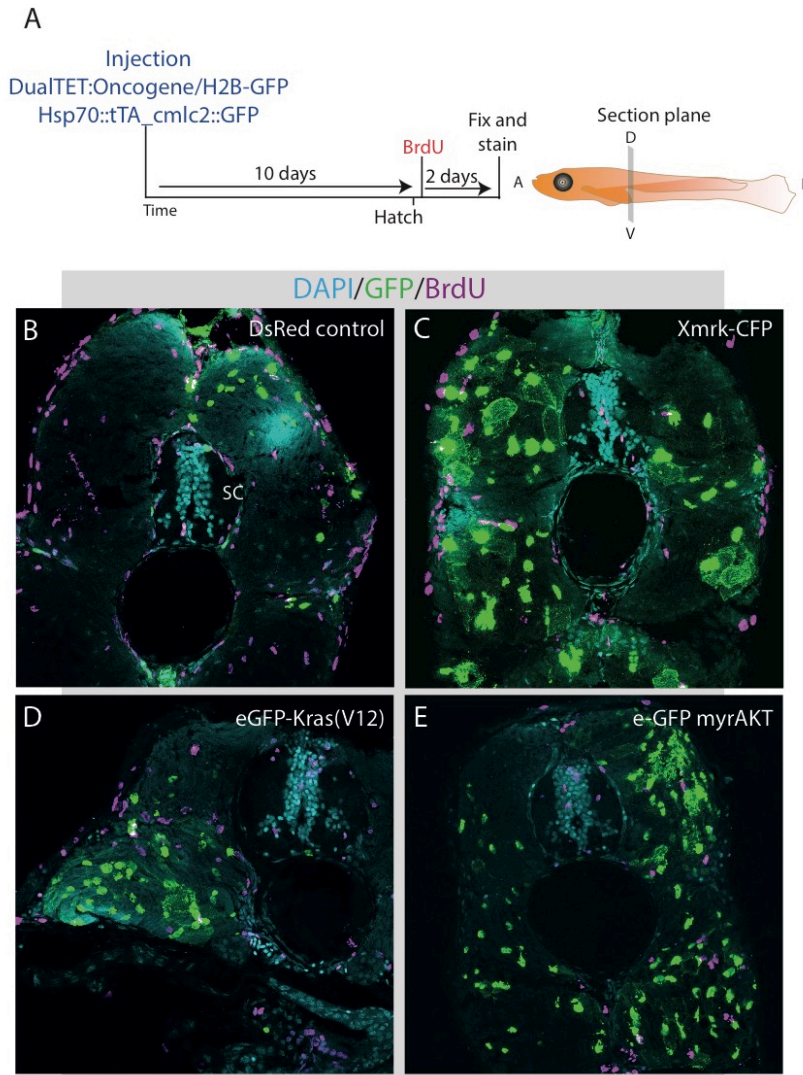 A
Injection
DualTET:Oncogene/H2B-GFP
Hsp70::tTA_cmlc2::GFP
10 days
BrdU
2 days
Fix and
stain
Time
Hatch
Section plane
D
A
V
DAPI/GFP/BrdU
B
DsRed control
SC
C
Xmrk-CFP
D
eGFP-Kras(V12)
E
e-GFP myrAKT